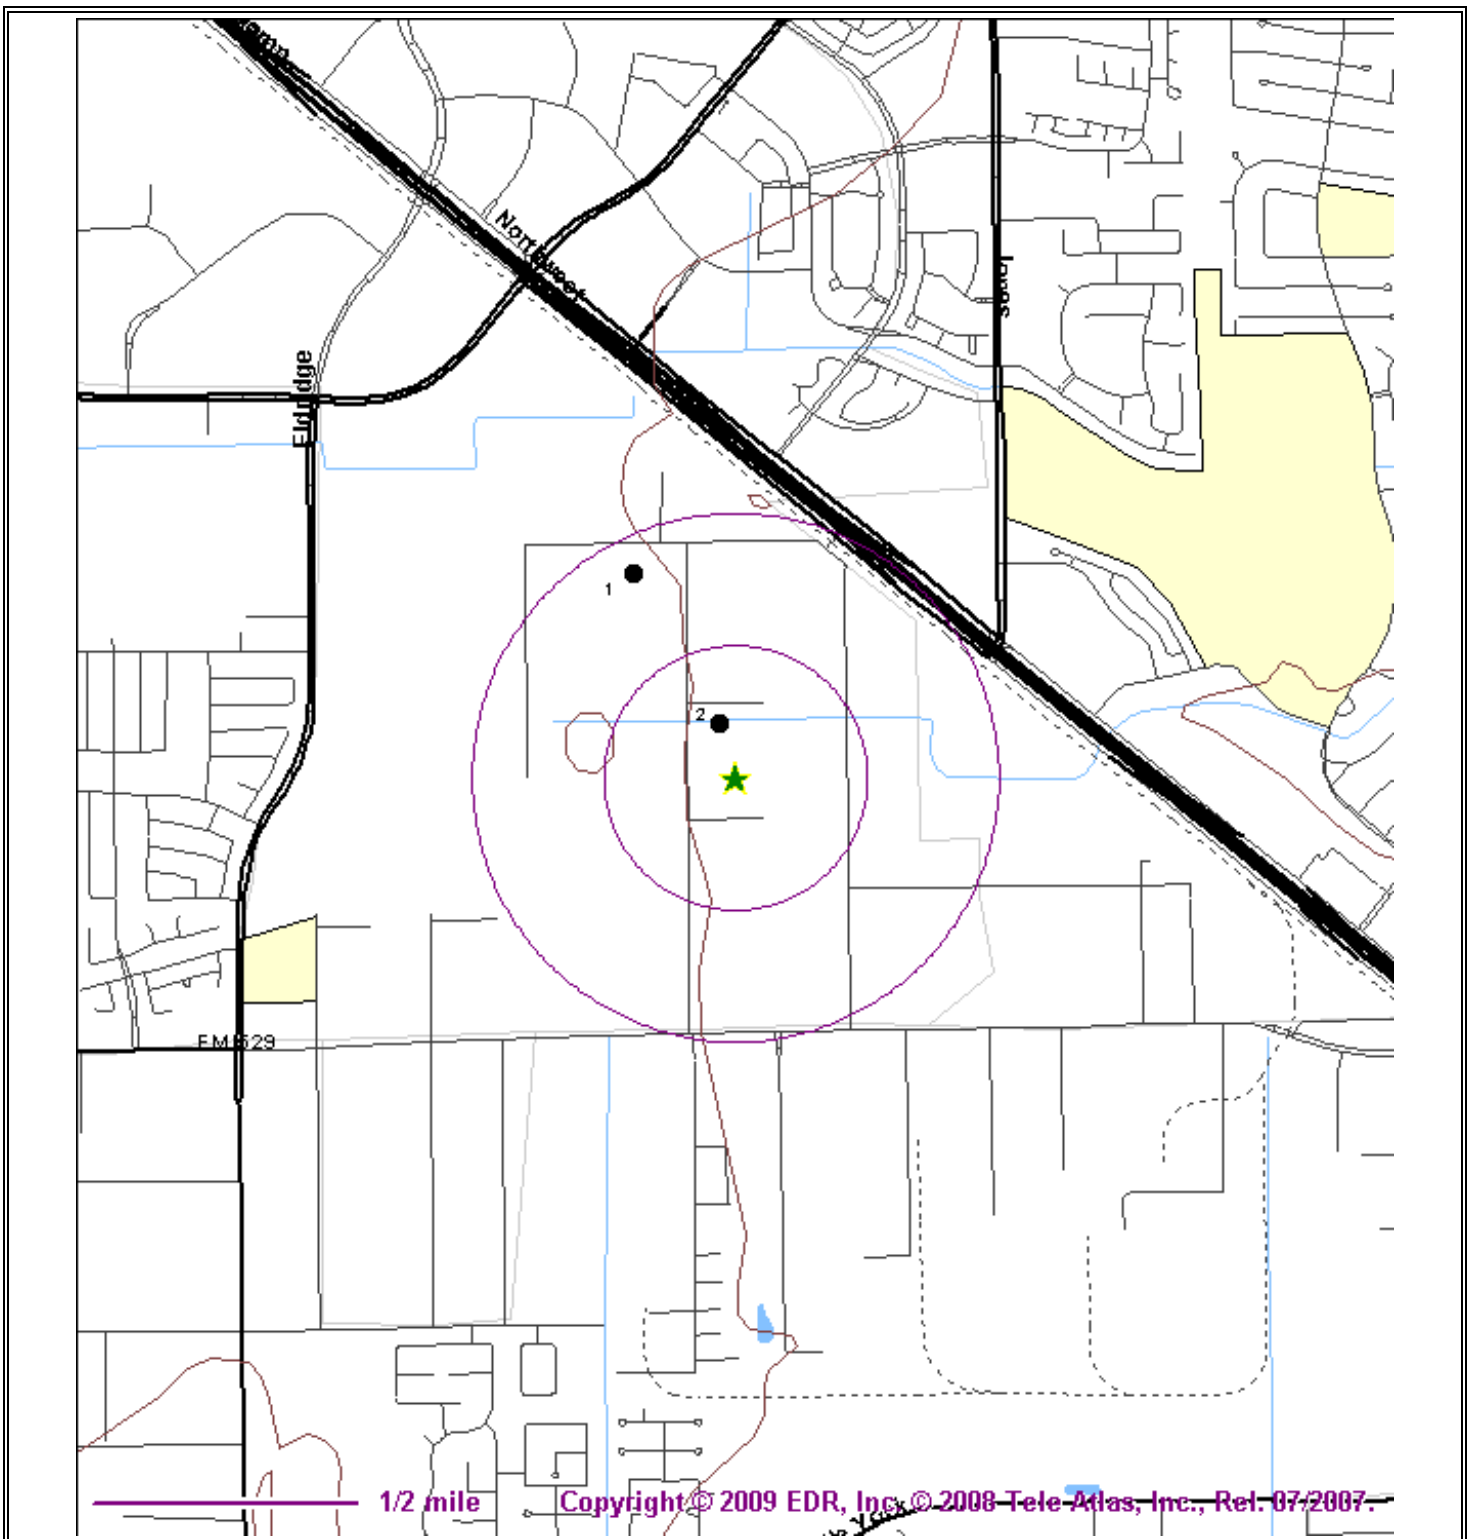 Northwest
Jones
Eldridge
1
2
FM 529
1/2 mile
Copyright © 2009 EDR, Inc. © 2008 Tele Atlas, Inc., Rel. 07/2007.